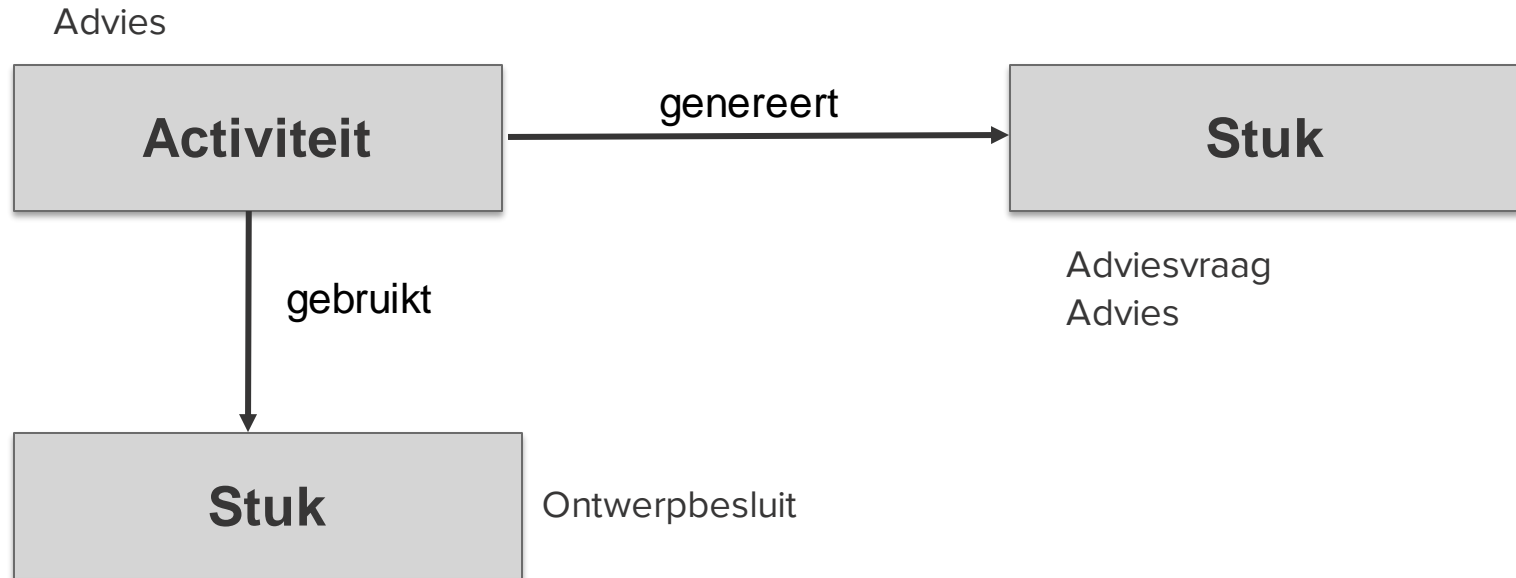 Advies
Activiteit
genereert
Stuk
Adviesvraag
Advies
gebruikt
Stuk
Ontwerpbesluit